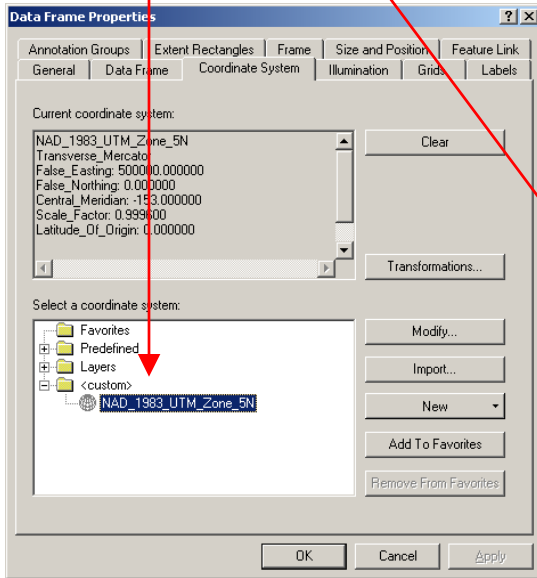 Data Frame Properties
Annotation Groups Extent Rectangles Frame Size and Position Feature Link
General Data Frame Coordinate System Illumination Grids Labels
Current coordinate system:
NAD_1983_UTM_Zone_5N
Transverse_Mercator
False_Easting: 500000.000000
False_Northing: 0.000000
Central_Meridian: -153.000000
Scale_Factor: 0.999600
Latitude_Of_Origin: 0.000000
Clear
Transformations...
Select a coordinate system:
Favorites
Predefined
Layers
<custom>
NAD_1983_UTM_Zone_5N
Modify...
Import...
New
Add To Favorites
Remove From Favorites
OK Cancel Apply